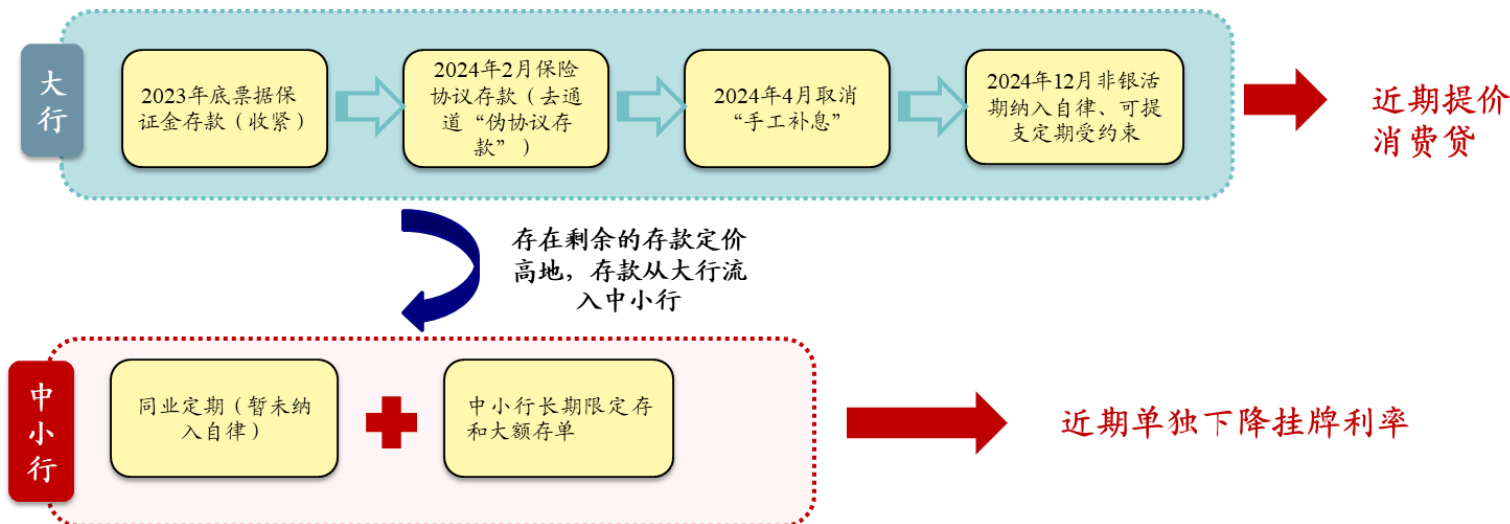 大行
2023年底票据保
证金存款（收紧）
2024年2月保险
协议存款（去通
道“伪协议存
款”）
2024年4月取消
“手工补息”
2024年12月非银活
期纳入自律、可提
支定期受约束
近期提价
消费贷
存在剩余的存款定价
高地，存款从大行流
入中小行
中小行
同业定期（暂未纳
入自律）
中小行长期限定存
和大额存单
近期单独下降挂牌利率